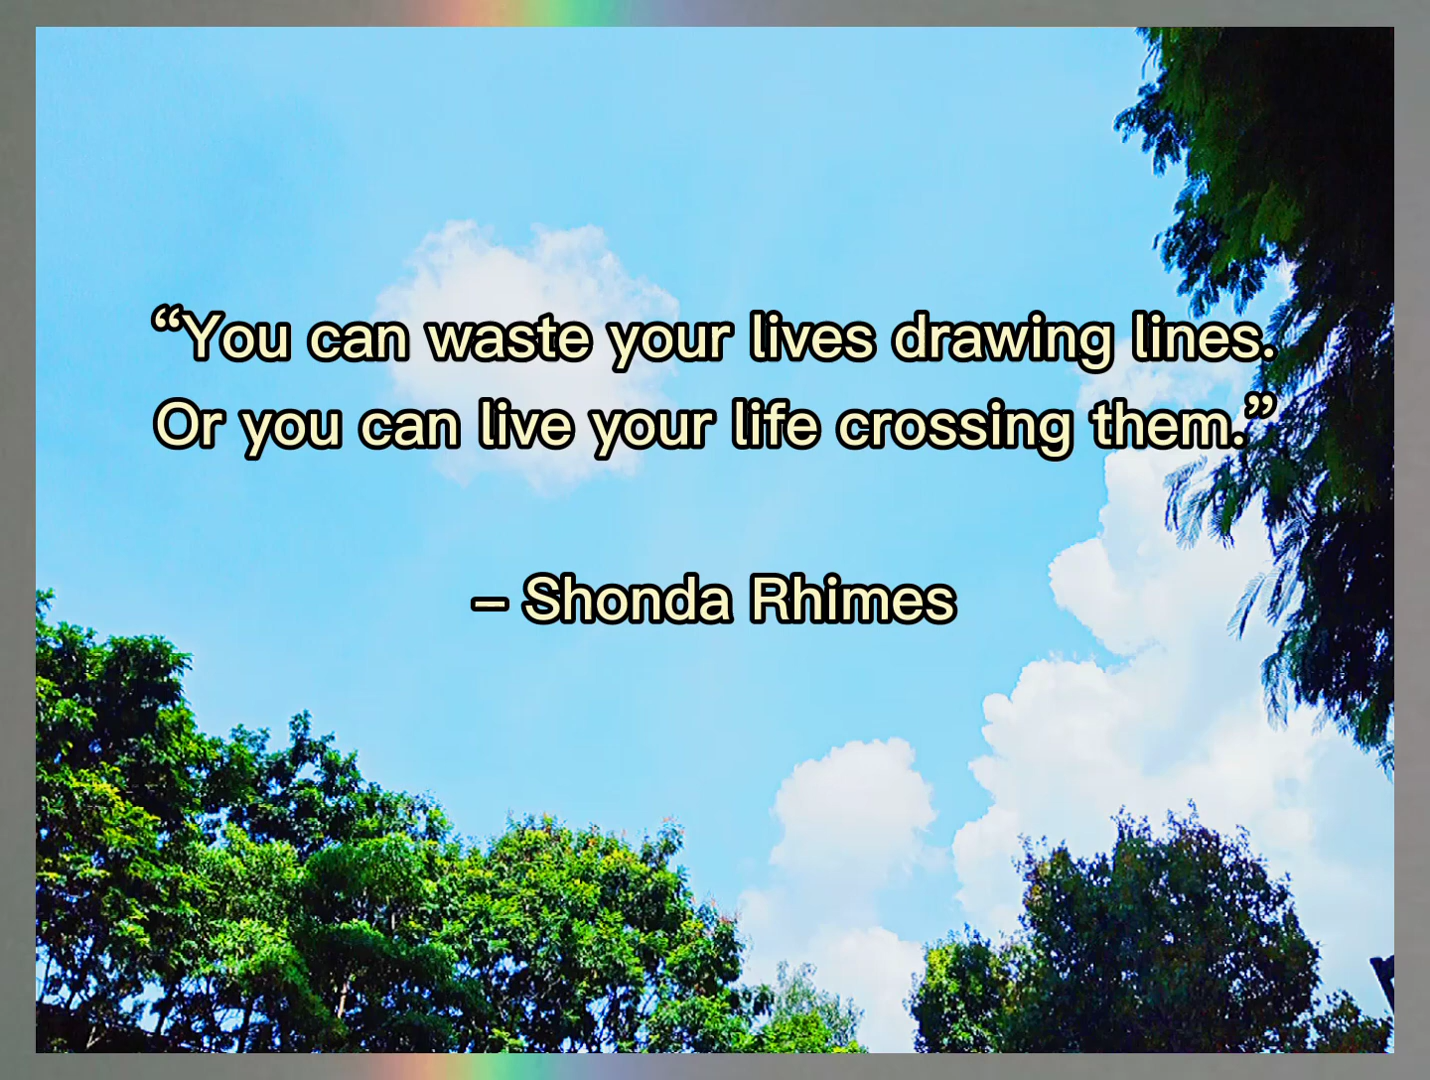 “You can waste your lives drawing lines.
Or you can live your life crossing them.”
– Shonda Rhimes